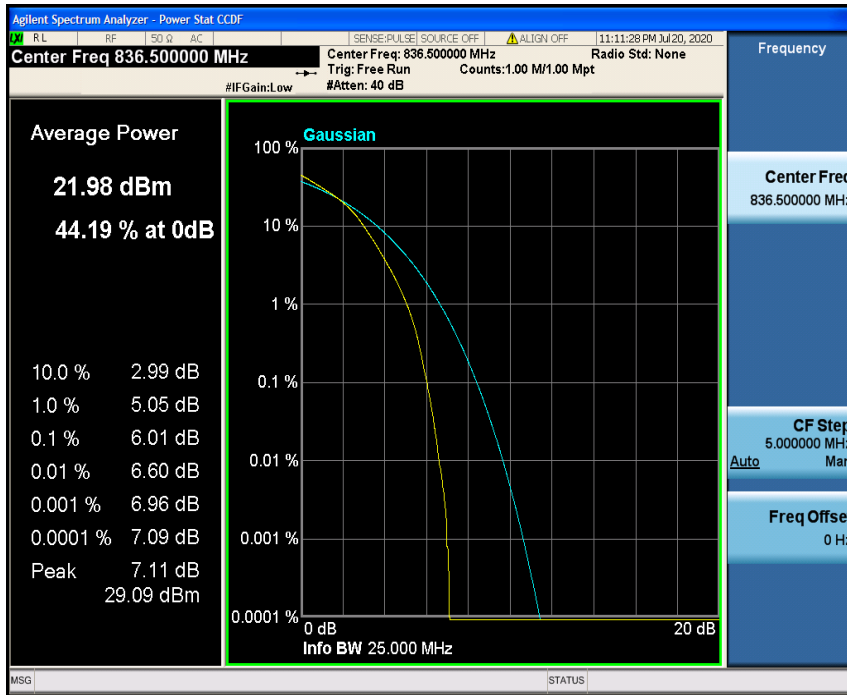 Agilent Spectrum Analyzer - Power Stat CCDF
LXI RL RF 50 Ω AC SENSE:PULSE SOURCE OFF ALIGN OFF 11:11:28 PM Jul 20, 2020
Center Freq 836.500000 MHz
Center Freq: 836.500000 MHz Radio Std: None
Trig: Free Run Counts:1.00 M/1.00 Mpt
#IFGain:Low #Atten: 40 dB
Average Power
21.98 dBm
44.19 % at 0dB
10.0 % 2.99 dB
1.0 % 5.05 dB
0.1 % 6.01 dB
0.01 % 6.60 dB
0.001 % 6.96 dB
0.0001 % 7.09 dB
Peak 7.11 dB
29.09 dBm
Gaussian
100 %
10 %
1 %
0.1 %
0.01 %
0.001 %
0.0001 %
0 dB 20 dB
Info BW 25.000 MHz
Frequency
Center Freq
836.500000 MHz
CF Step
5.000000 MHz
Auto Man
Freq Offse
0 Hz
MSG STATUS